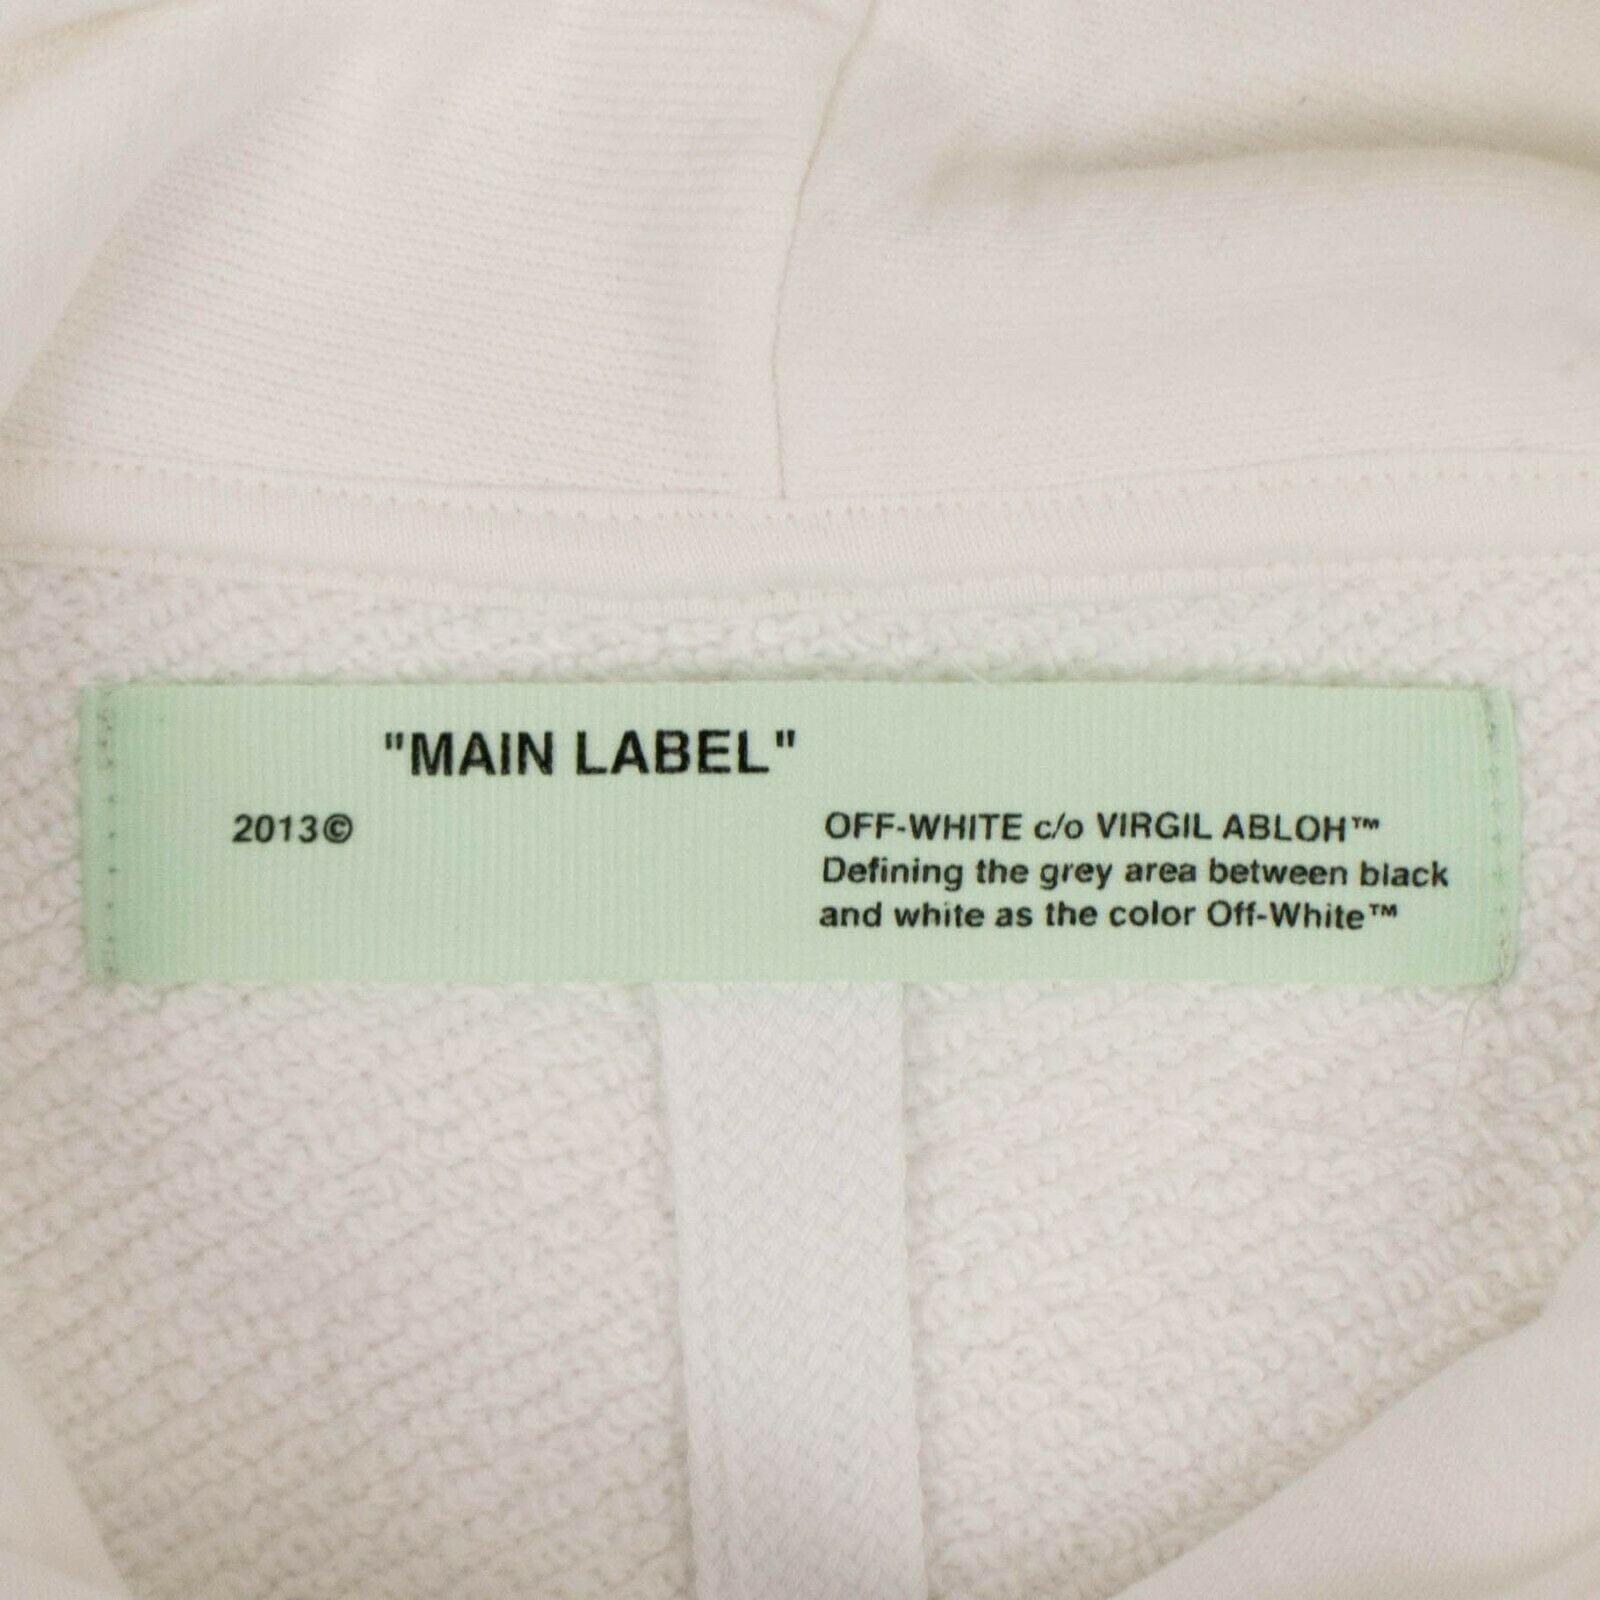 "MAIN LABEL"
2013©
OFF-WHITE c/o VIRGIL ABLOH™
Defining the grey area between black
and white as the color Off-White™